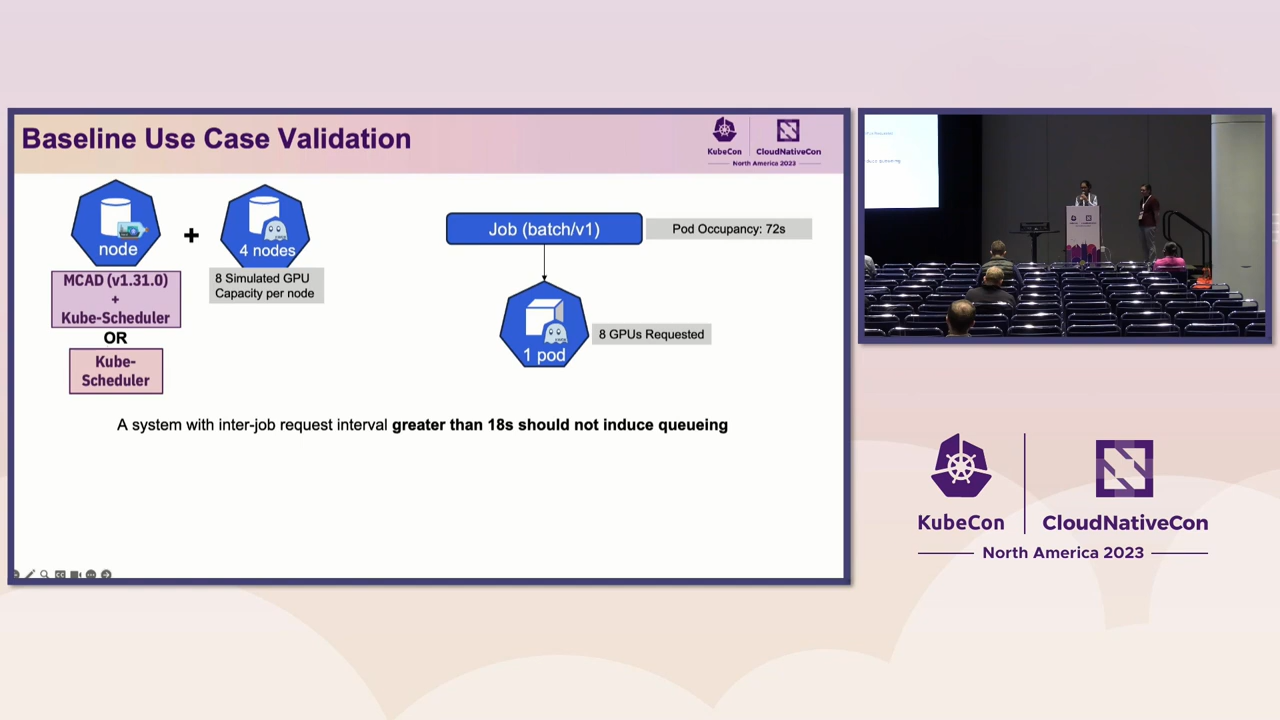 Baseline Use Case Validation
KubeCon
CloudNativeCon
North America 2023
node
+
4 nodes
MCAD (v1.31.0)
+
Kube-Scheduler
OR
Kube-
Scheduler
8 Simulated GPU
Capacity per node
Job (batch/v1)
Pod Occupancy: 72s
1 pod
8 GPUs Requested
A system with inter-job request interval greater than 18s should not induce queueing
KubeCon
CloudNativeCon
North America 2023